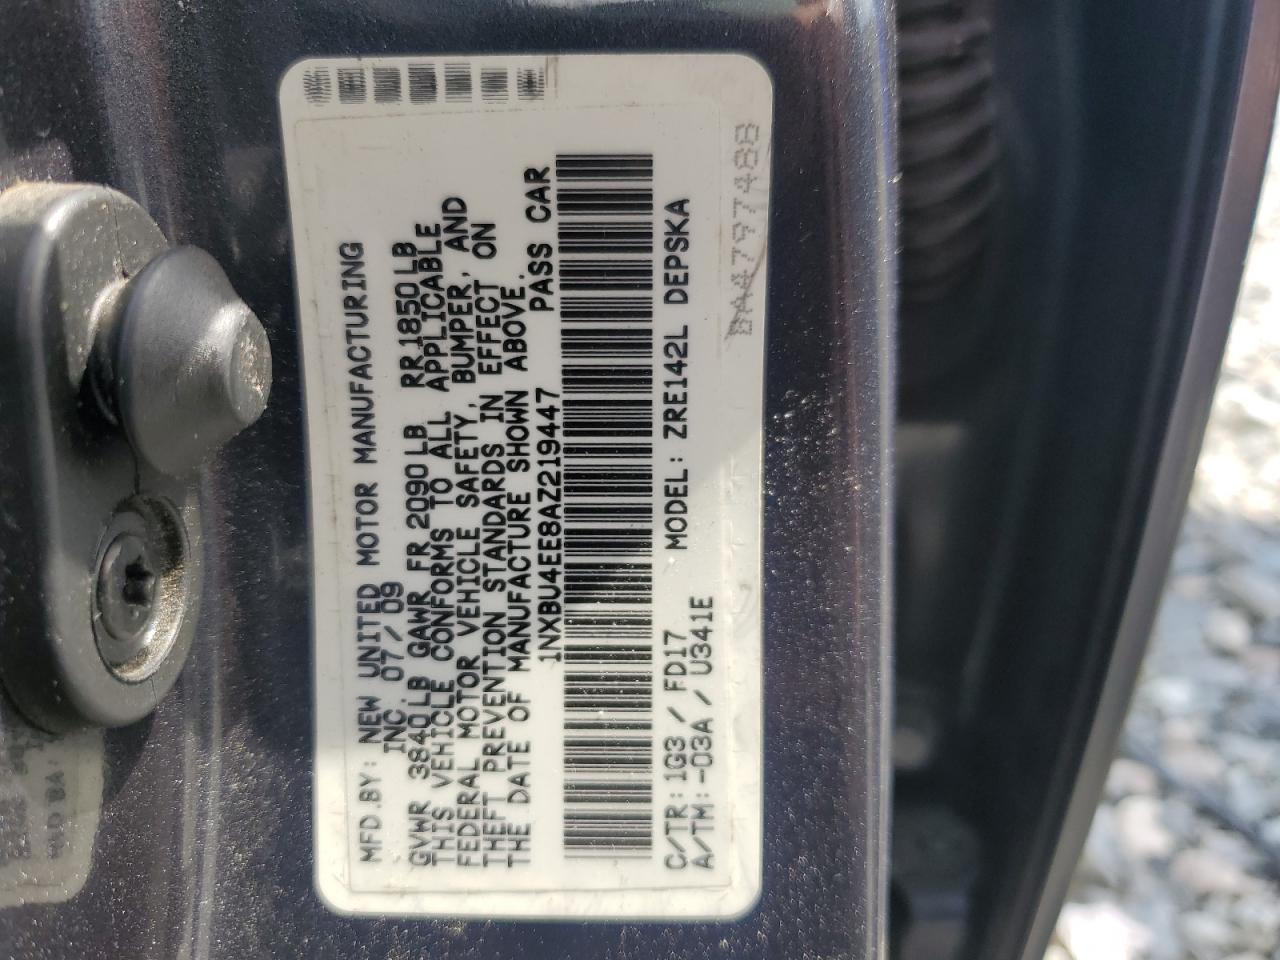 MFD.BY: NEW UNITED MOTOR MANUFACTURING
INC. 07/09
GVWR 3840LB GAWR FR 2090LB RR 1850LB
THIS VEHICLE CONFORMS TO ALL APPLICABLE
FEDERAL MOTOR VEHICLE SAFETY, BUMPER, AND
THEFT PREVENTION STANDARDS IN EFFECT ON
THE DATE OF MANUFACTURE SHOWN ABOVE.
1NXBU4EE8AZ219447 PASS CAR
C/TR: 1G3 / FD17 MODEL: ZRE142L DEPSKA
A/TM: -03A / U341E
BA4797488